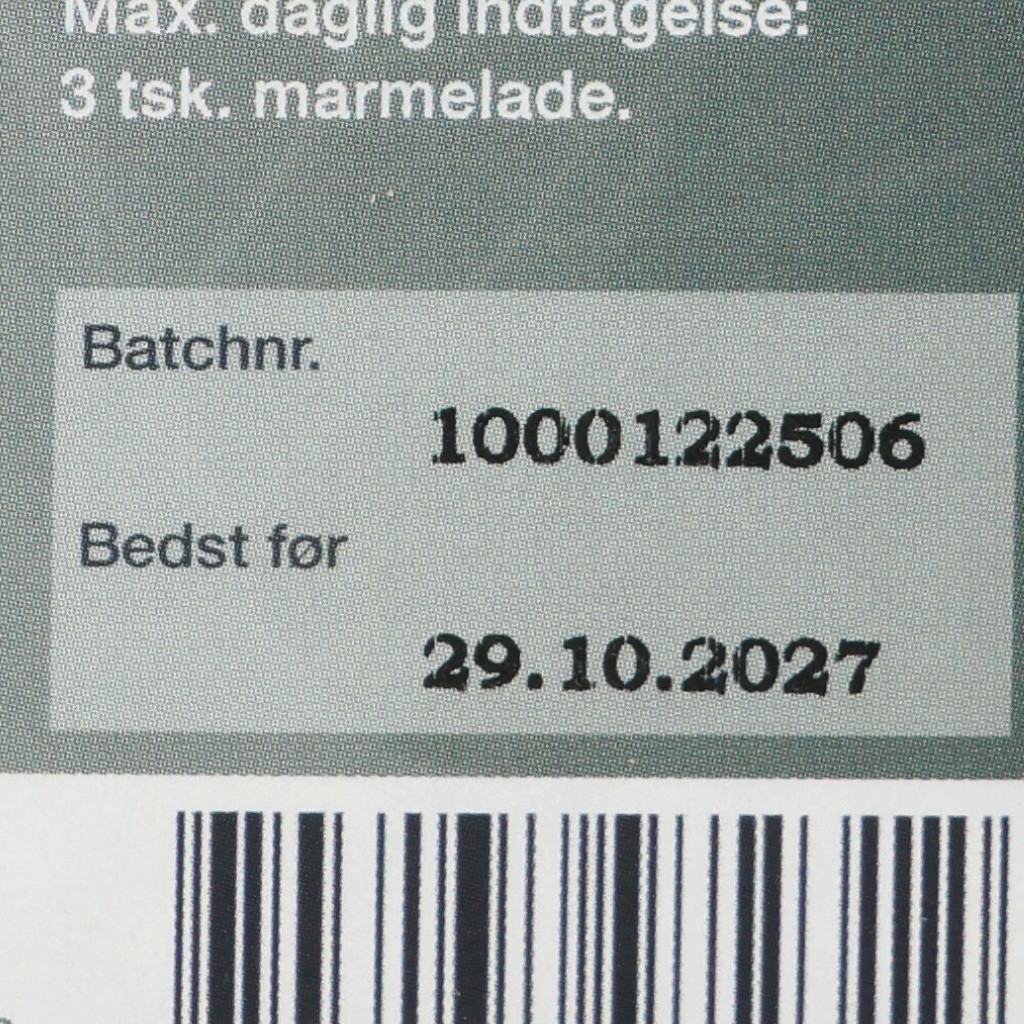 Max. daglig indtagelse:
3 tsk. marmelade.
Batchnr.
1000122506
Bedst før
29.10.2027